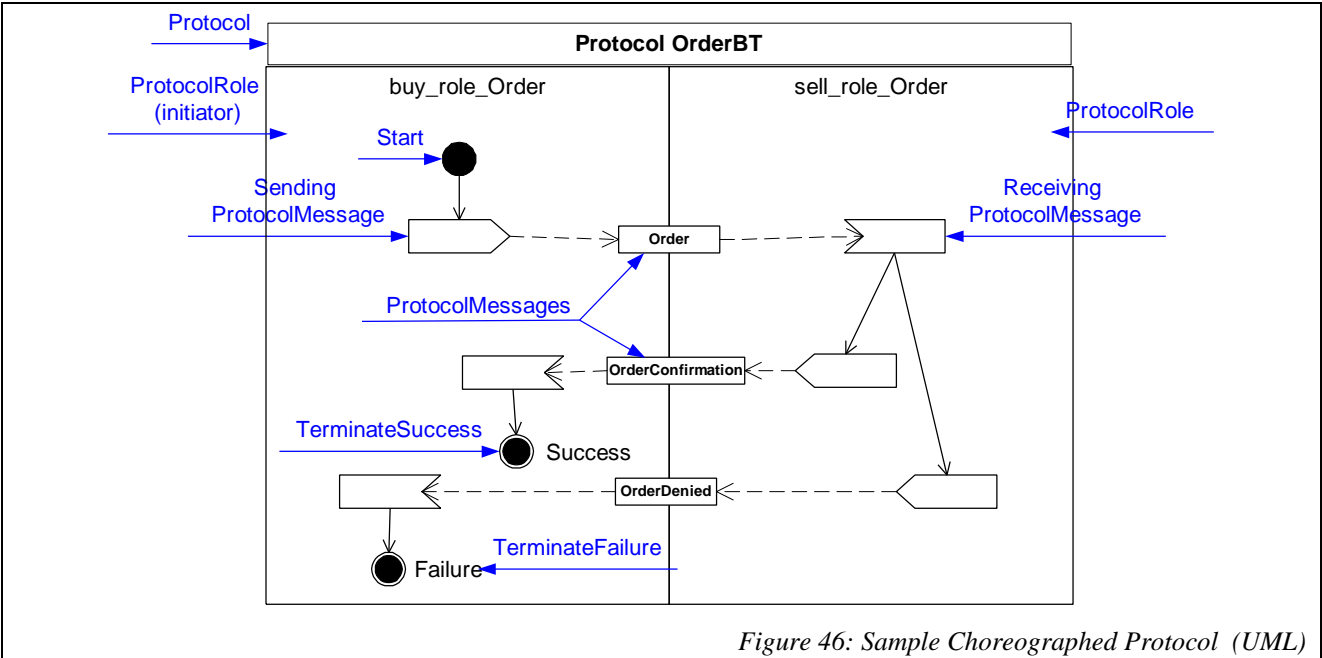 Protocol
Protocol OrderBT
ProtocolRole
(initiator)
buy_role_Order
sell_role_Order
ProtocolRole
Start
Sending
ProtocolMessage
Receiving
ProtocolMessage
Order
ProtocolMessages
OrderConfirmation
TerminateSuccess
Success
OrderDenied
TerminateFailure
Failure
Figure 46: Sample Choreographed Protocol (UML)